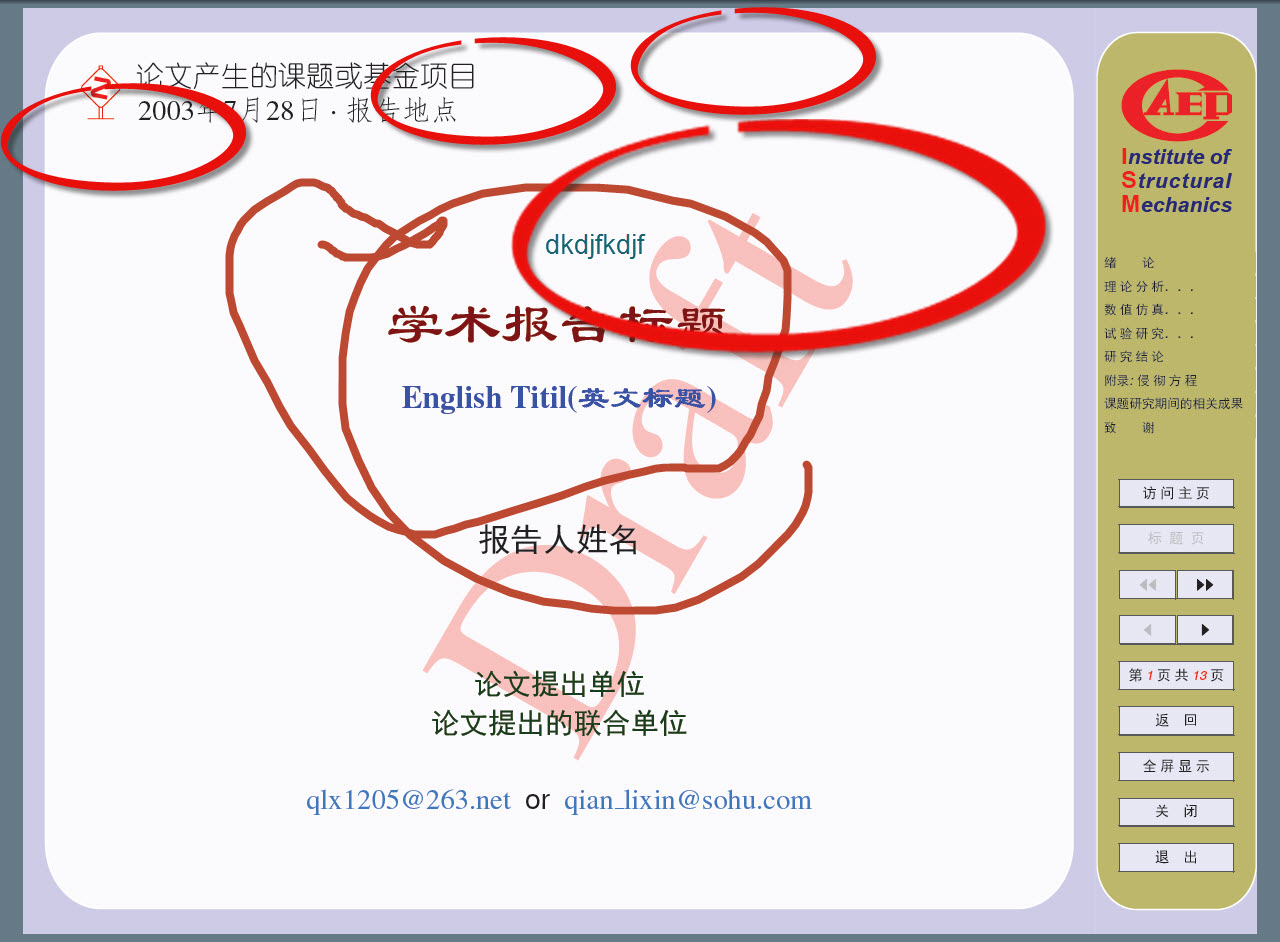 论文产生的课题或基金项目
2003年7月28日 · 报告地点
dkdjfkdjf
学术报告标题
English Titil(英文标题)
Draft
报告人姓名
论文提出单位
论文提出的联合单位
qlx1205@263.net or qian_lixin@sohu.com
AEP
Institute of
Structural
Mechanics
绪 论
理论分析. . .
数值仿真. . .
试验研究. . .
研究结论
附录: 侵彻方程
课题研究期间的相关成果
致 谢
访问主页
标 题 页
第 1 页 共 13 页
返 回
全屏显示
关 闭
退 出